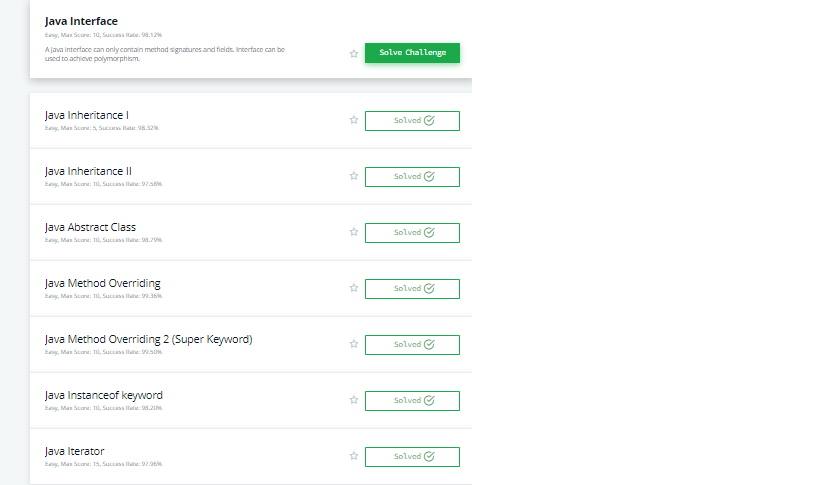 Java Interface
Easy, Max Score: 10, Success Rate: 98.12%
A Java interface can only contain method signatures and fields. Interface can be
used to achieve polymorphism.
Solve Challenge
Java Inheritance I
Easy, Max Score: 5, Success Rate: 98.32%
Solved
Java Inheritance II
Easy, Max Score: 10, Success Rate: 97.58%
Solved
Java Abstract Class
Easy, Max Score: 10, Success Rate: 98.79%
Solved
Java Method Overriding
Easy, Max Score: 10, Success Rate: 99.36%
Solved
Java Method Overriding 2 (Super Keyword)
Easy, Max Score: 10, Success Rate: 99.50%
Solved
Java Instanceof keyword
Easy, Max Score: 10, Success Rate: 98.20%
Solved
Java Iterator
Easy, Max Score: 15, Success Rate: 97.96%
Solved